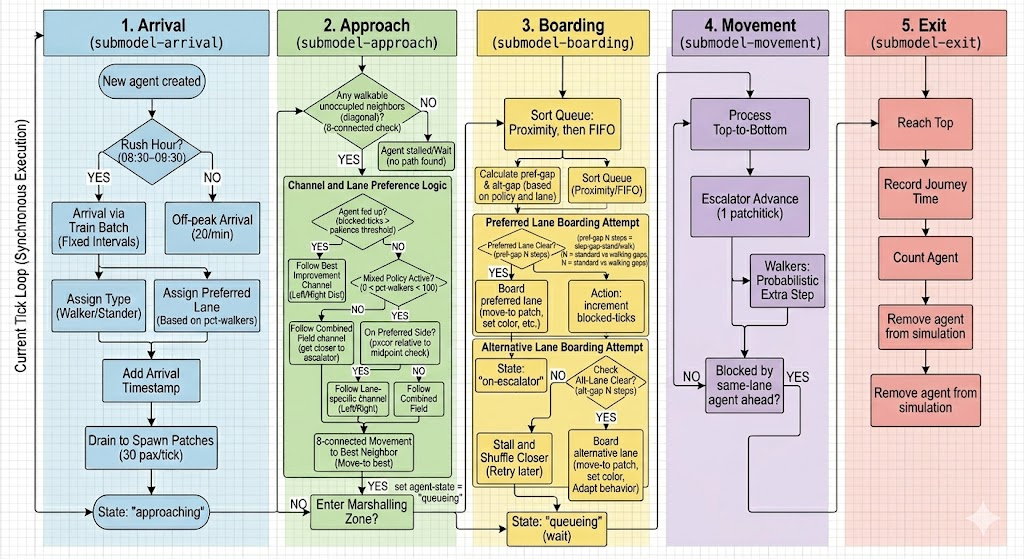 Current Tick Loop (Synchronous Execution)
1. Arrival
(submodel-arrival)
New agent created
Rush Hour?
(08:30–09:30)
YES
NO
Arrival via
Train Batch
(Flxed Intervals)
Off-peak Arrival
(20/min)
Assign Type
(Walker/Stander)
Assign Preferred
Lane
(Based on pct-walkers)
Add Arrival
Timestamp
Drain to Spawn Patches
(30 pax/tick)
State: "approaching"
2. Approach
(submodel-approach)
Any walkable
unoccupied neighbors
(diagonal)?
(8-connected check)
NO
YES
Agent stalled/Wait
(no path found)
Channel and Lane Preference Logic
Agent fed up?
(blocked-ticks >
threshold)
YES
NO
Follow Best
Improvement
Channel
(Left/Right Dist)
Mixed Policy Active?
(0 < pct-walkers < 100)
NO
YES
Follow Combined
Field channel
(get closer to
escalator)
On Preferred Side?
(pxcor relative to
midpoint check)
YES
NO
Follow Lane-
specific channel
(Left/Right)
Follow
Combined
Field
8-connected Movement
to Best Neighbor
(Move-to best)
YES
set agent-state =
"queueing"
NO
Enter Marshalling
Zone?
3. Boarding
(submodel-boarding)
Sort Queue:
Proximity, then FIFO
Calculate pref-gap
& alt-gap (based
on policy and lane)
Sort Queue
(Proximity/FIFO)
Preferred Lane Boarding Attempt
Preferred Lane Clear?
(pref-gap N steps)
(pref-gap N steps =
N = standard vs walking gaps,
N = standard vs walking gaps)
YES
Board
preferred lane
(move-to patch,
set color, etc.)
Action:
increment
blocked-ticks
Alternative Lane Boarding Attempt
State:
"on-escalator"
NO
Check
All-Lane Clear?
(alt-gap N steps)
YES
Stall and
Shuffle Closer
(Retry later)
Board
alternative lane
(move-to patch,
set color,
Adapt behavior)
State: "queueing"
(wait)
4. Movement
(submodel-movement)
Process
Top-to-Bottom
Escalator Advance
(1 patchitick)
Walkers:
Probabilistic
Extra Step
NO
Blocked by
same-lane
agent ahead?
YES
5. Exit
(submodel-exit)
Reach Top
Record Journey
Time
Count Agent
Remove agent
from simulation
Remove agent from
simulation